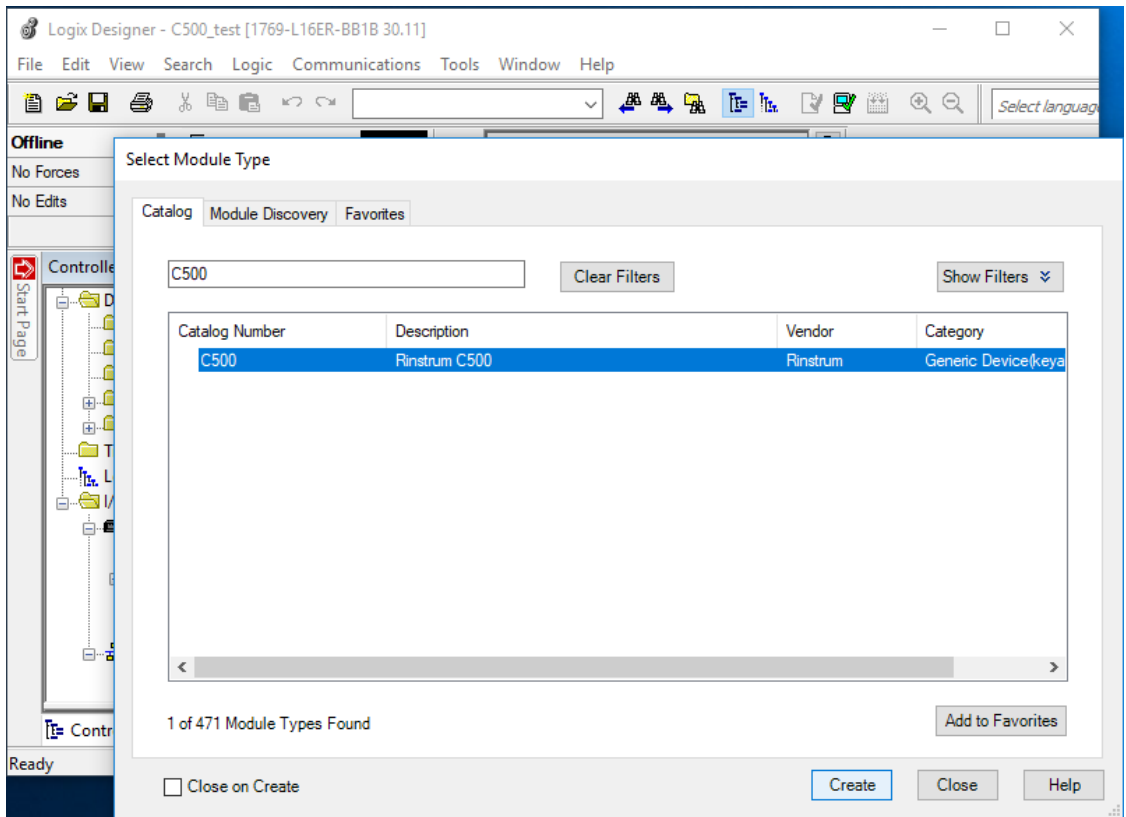 Logix Designer - C500_test [1769-L16ER-BB1B 30.11]
File Edit View Search Logic Communications Tools Window Help
Select languag
Offline
No Forces
No Edits
Select Module Type
Catalog Module Discovery Favorites
Start Page
Controlle
C500 Clear Filters Show Filters
Catalog Number Description Vendor Category
C500 Rinstrum C500 Rinstrum Generic Device(keya
D
T
L
I/
1 of 471 Module Types Found Add to Favorites
Contr
Ready
Close on Create Create Close Help